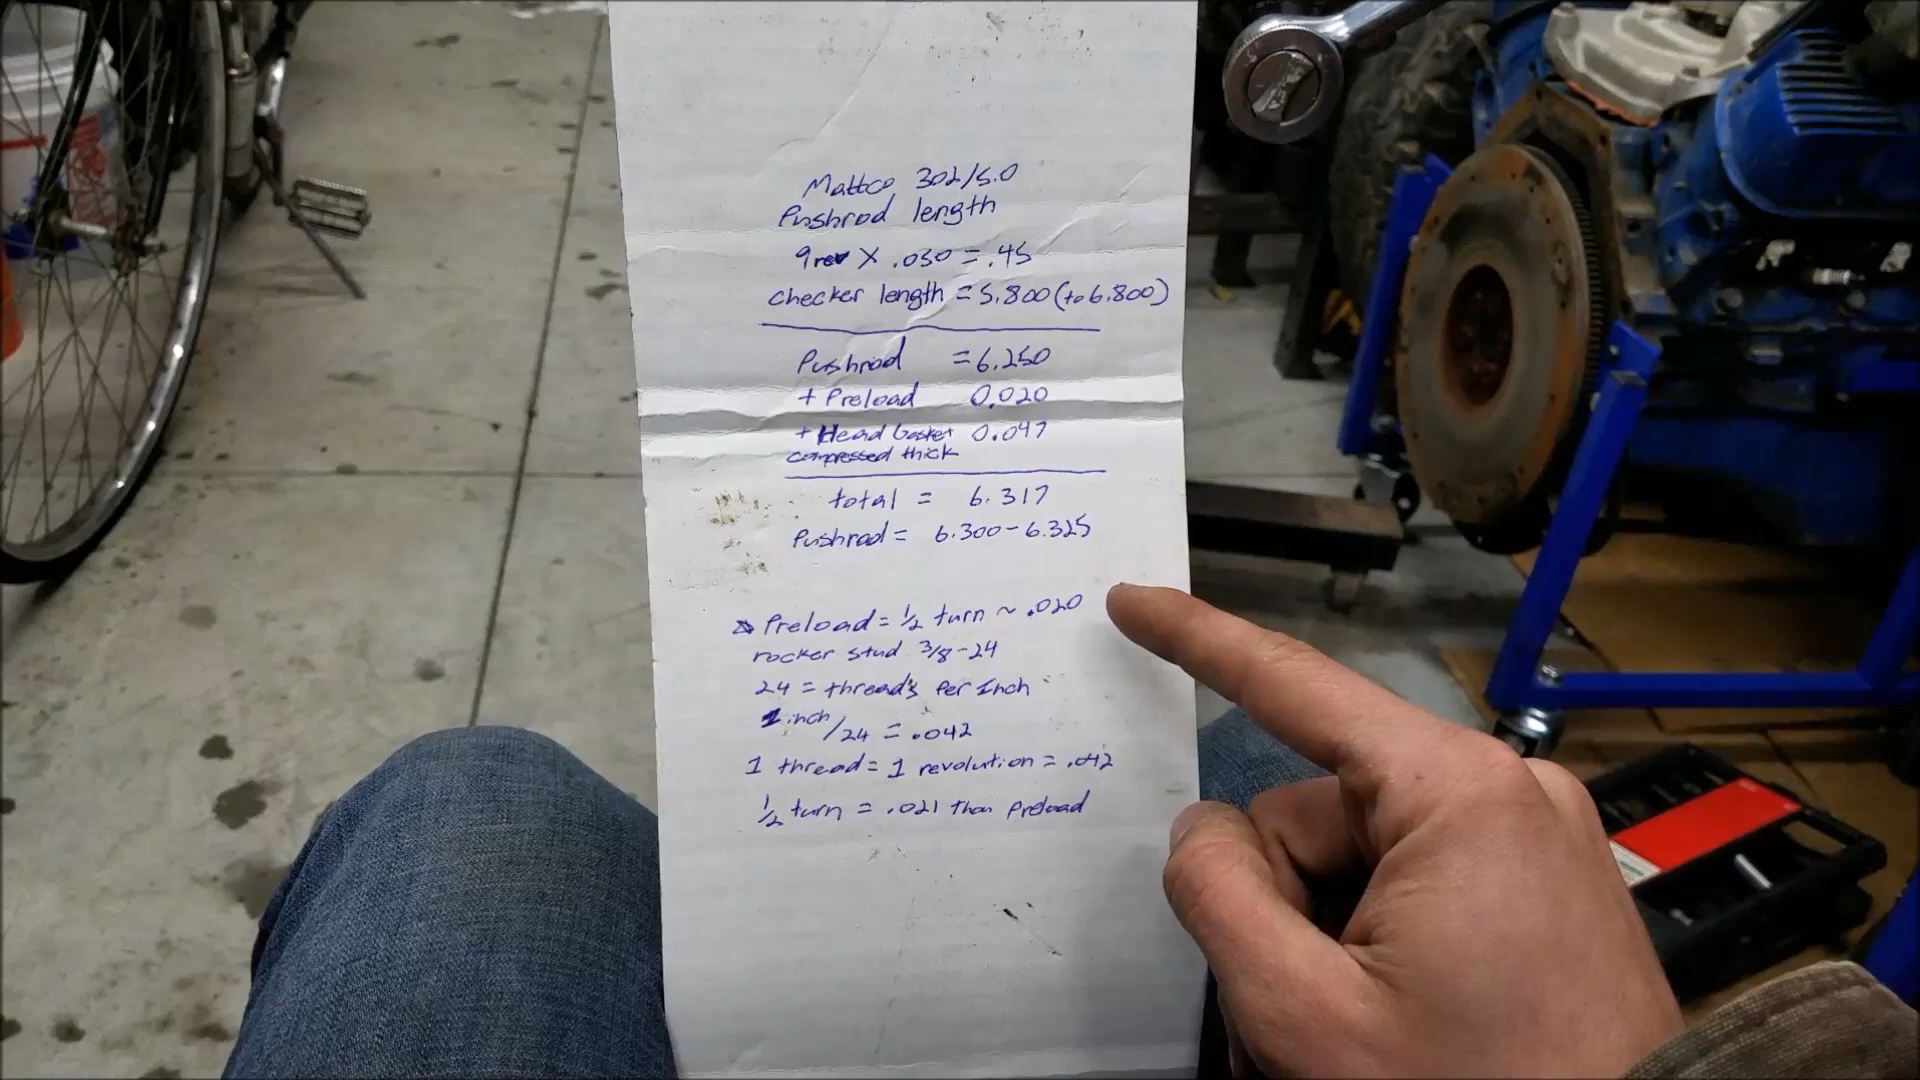 Mattco 302/5.0
Pushrod length
9rev X .050 = .45
checker length = 5.800 (to 6.800)
Pushrod = 6.250
+ Preload 0.020
+ Head Gasket 0.047
compressed thick
total = 6.317
Pushrod = 6.300 - 6.325
Preload = 1/2 turn ~ .020
rocker stud 3/8-24
24 = threads per Inch
1 inch/24 = .042
1 thread = 1 revolution = .042
1/2 turn = .021 than preload